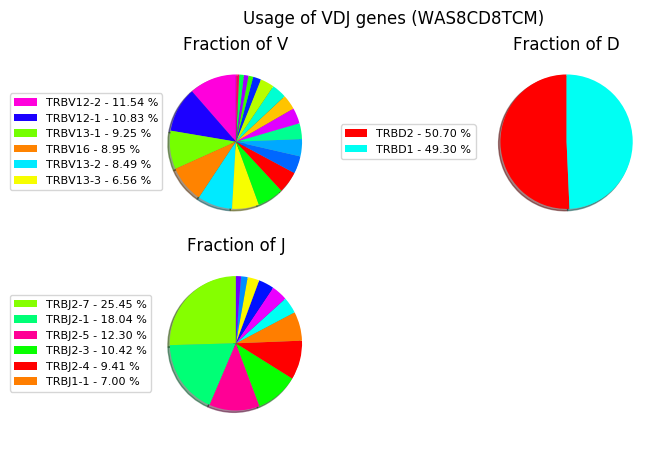 Usage of VDJ genes (WAS8CD8TCM)
Fraction of V
TRBV12-2 - 11.54 %
TRBV12-1 - 10.83 %
TRBV13-1 - 9.25 %
TRBV16 - 8.95 %
TRBV13-2 - 8.49 %
TRBV13-3 - 6.56 %
Fraction of D
TRBD2 - 50.70 %
TRBD1 - 49.30 %
Fraction of J
TRBJ2-7 - 25.45 %
TRBJ2-1 - 18.04 %
TRBJ2-5 - 12.30 %
TRBJ2-3 - 10.42 %
TRBJ2-4 - 9.41 %
TRBJ1-1 - 7.00 %